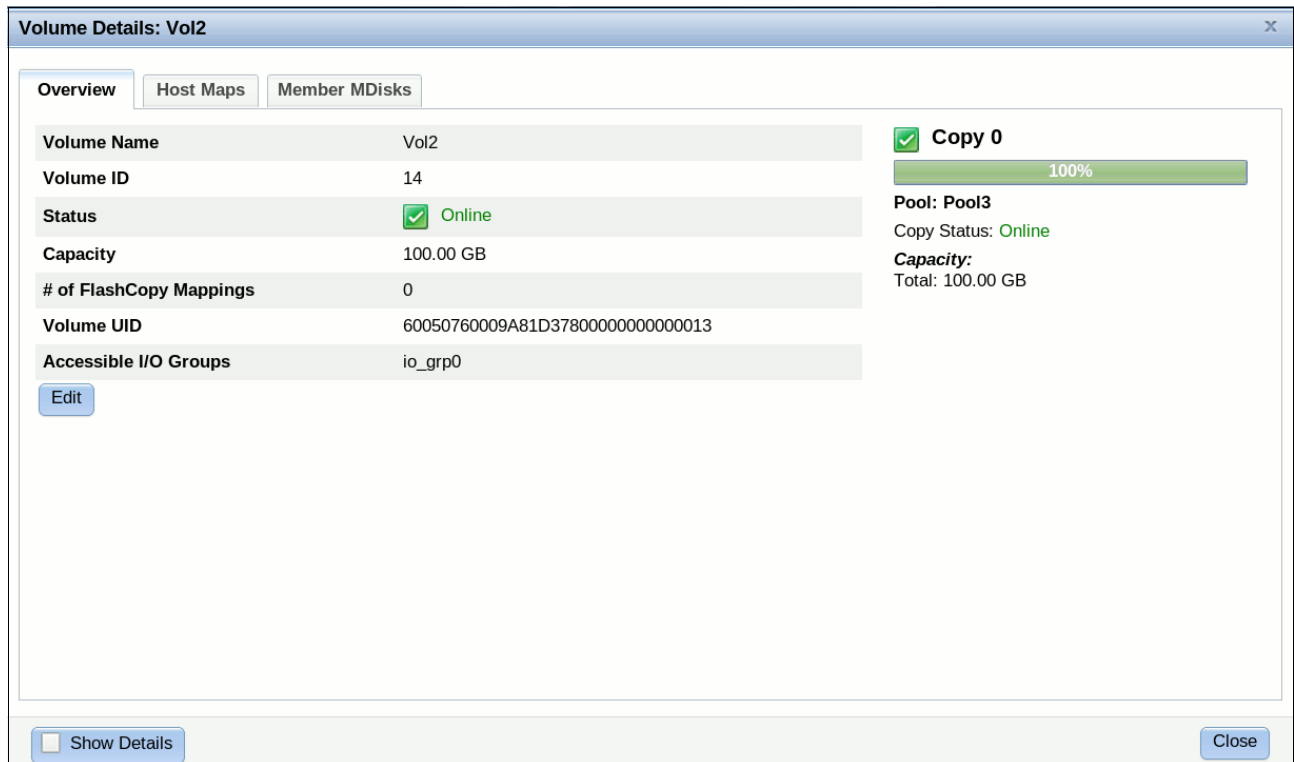 Volume Details: Vol2 x
Overview Host Maps Member MDisks
Volume Name Vol2
Volume ID 14
Status Online
Capacity 100.00 GB
# of FlashCopy Mappings 0
Volume UID 60050760009A81D37800000000000013
Accessible I/O Groups io_grp0
Edit
Copy 0
100%
Pool: Pool3
Copy Status: Online
Capacity:
Total: 100.00 GB
Show Details Close